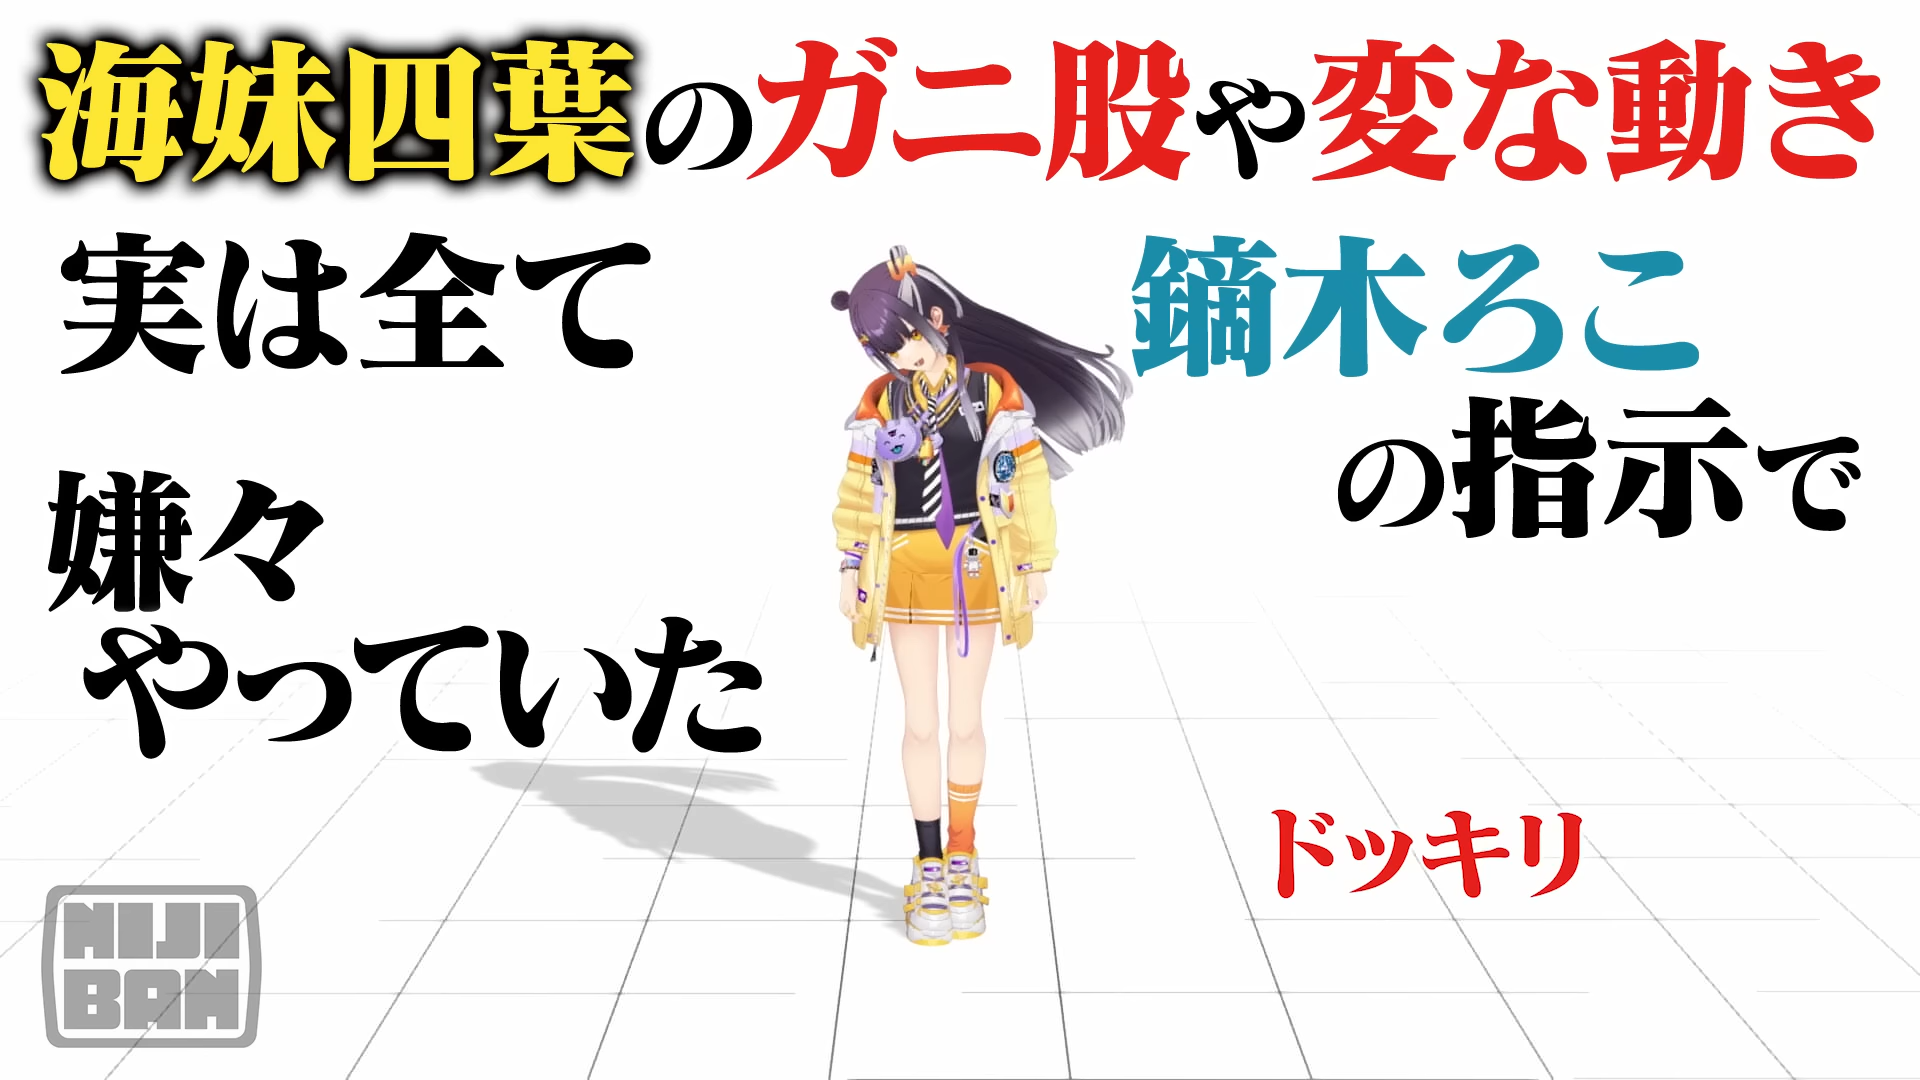 海妹四葉のガニ股や変な動き
実は全て
鏑木ろこ
の指示で
嫌々
やっていた
ドッキリ
NIJI
BAN